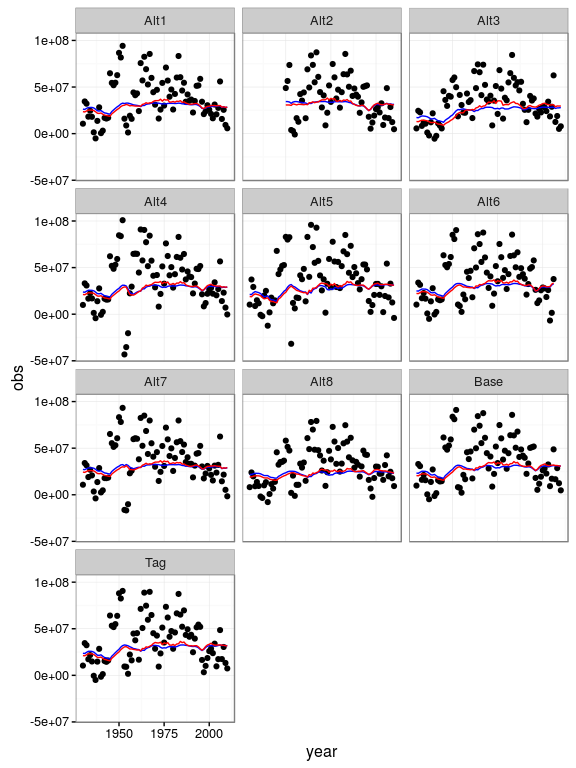 Alt1 Alt2 Alt3
1e+08
5e+07
0e+00
-5e+07
Alt4 Alt5 Alt6
1e+08
5e+07
0e+00
-5e+07
obs
Alt7 Alt8 Base
1e+08
5e+07
0e+00
-5e+07
Tag
1e+08
5e+07
0e+00
-5e+07
1950 1975 2000
year